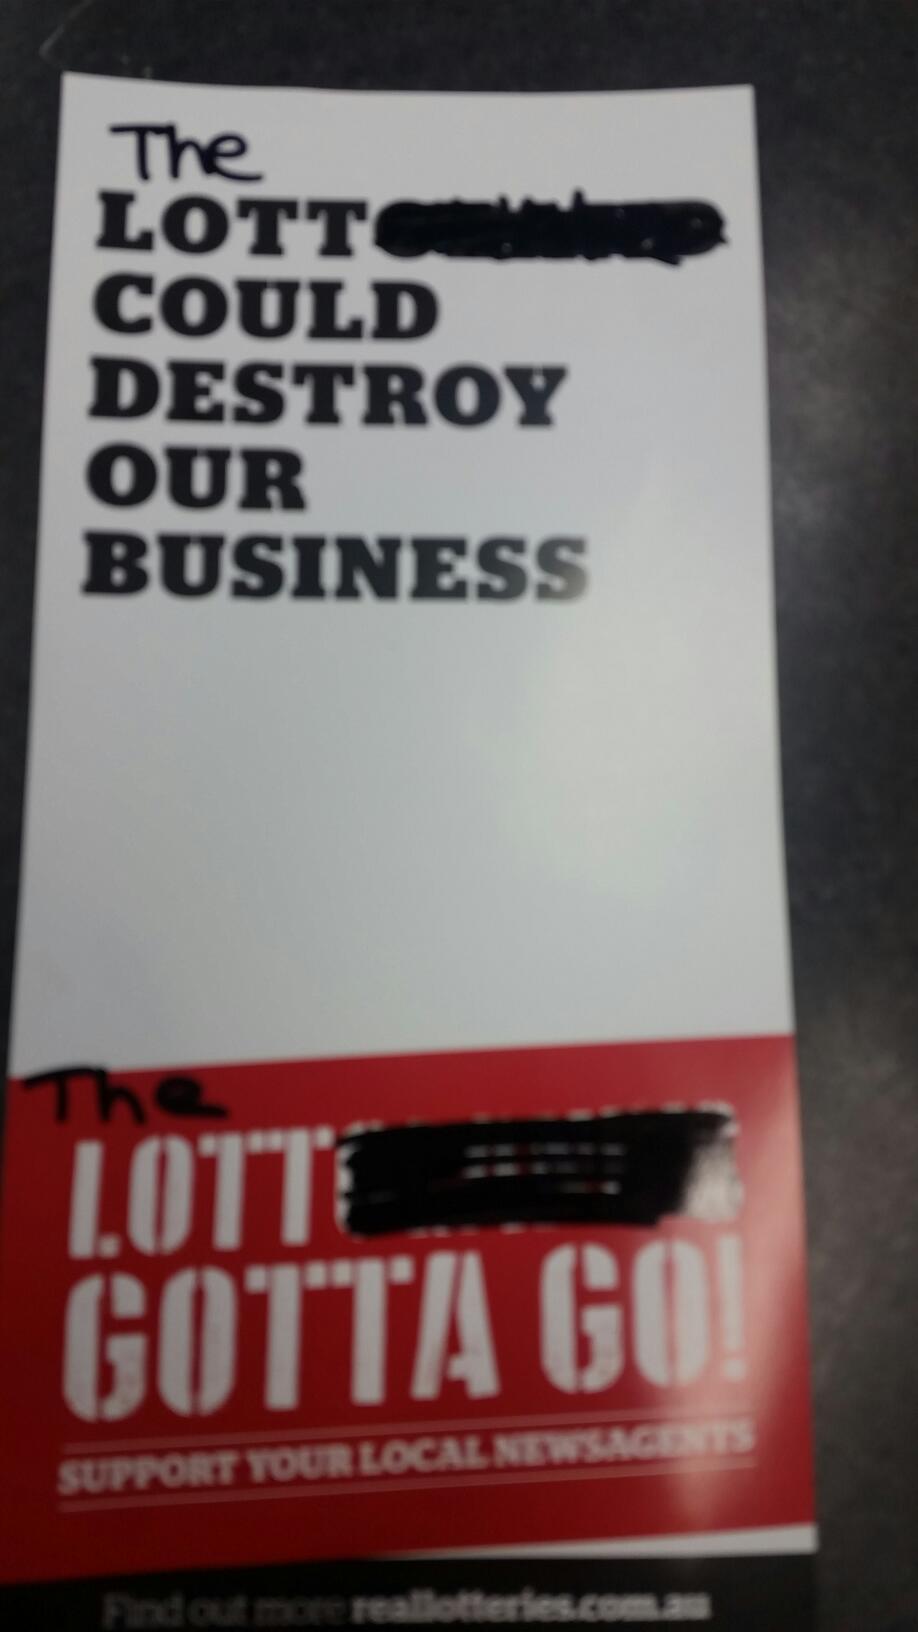 The
LOTT
COULD
DESTROY
OUR
BUSINESS
The
LOTT
GOTTA GO!
SUPPORT YOUR LOCAL NEWSAGENTS
Find out more reallotteries.com.au